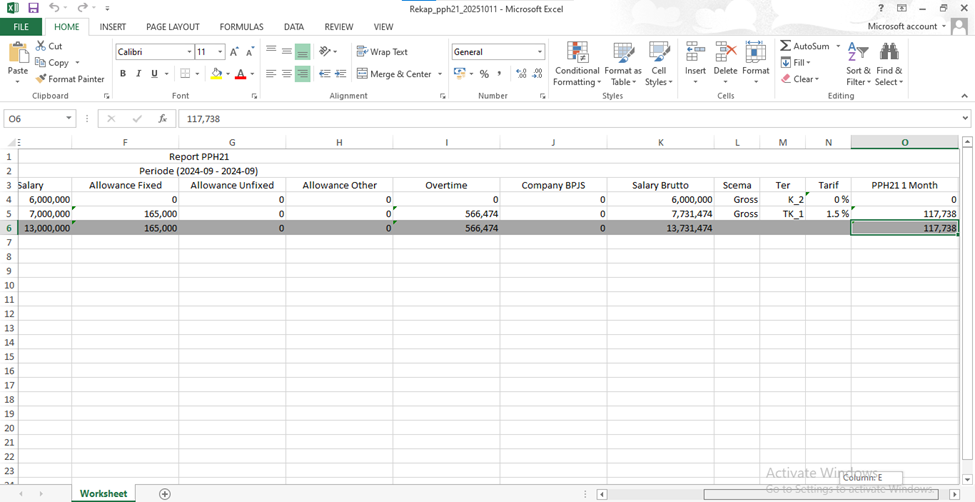 Rekap_pph21_20251011 - Microsoft Excel
FILE HOME INSERT PAGE LAYOUT FORMULAS DATA REVIEW VIEW Microsoft account
Paste Cut Copy Format Painter Clipboard
Calibri 11 B I U A Font
Wrap Text Merge & Center Alignment
General % , Number
Conditional Formatting Format as Table Cell Styles Styles
Insert Delete Format Cells
AutoSum Fill Clear Sort & Filter Find & Select Editing
O6 fx 117,738
E F G H I J K L M N O
1 Report PPH21
2 Periode (2024-09 - 2024-09)
3 Salary Allowance Fixed Allowance Unfixed Allowance Other Overtime Company BPJS Salary Brutto Scema Ter Tarif PPH21 1 Month
4 6,000,000 0 0 0 0 0 6,000,000 Gross K_2 0 % 0
5 7,000,000 165,000 0 0 566,474 0 7,731,474 Gross TK_1 1.5 % 117,738
6 13,000,000 165,000 0 0 566,474 0 13,731,474 117,738
7
8
9
10
11
12
13
14
15
16
17
18
19
20
21
22
23
Activate Windows
Column: E
Go to Settings to activate Windows.
Worksheet